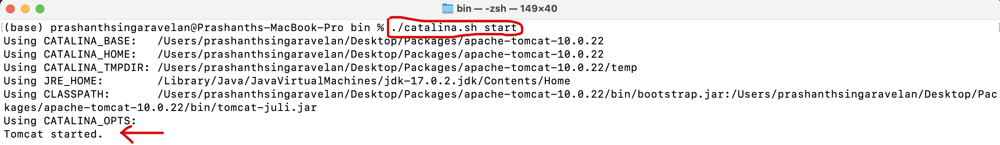 bin — -zsh — 149×40
(base) prashanthsingaravelan@Prashanths-MacBook-Pro bin % ./catalina.sh start
Using CATALINA_BASE:   /Users/prashanthsingaravelan/Desktop/Packages/apache-tomcat-10.0.22
Using CATALINA_HOME:   /Users/prashanthsingaravelan/Desktop/Packages/apache-tomcat-10.0.22
Using CATALINA_TMPDIR: /Users/prashanthsingaravelan/Desktop/Packages/apache-tomcat-10.0.22/temp
Using JRE_HOME:        /Library/Java/JavaVirtualMachines/jdk-17.0.2.jdk/Contents/Home
Using CLASSPATH:       /Users/prashanthsingaravelan/Desktop/Packages/apache-tomcat-10.0.22/bin/bootstrap.jar:/Users/prashanthsingaravelan/Desktop/Pac
kages/apache-tomcat-10.0.22/bin/tomcat-juli.jar
Using CATALINA_OPTS:
Tomcat started.